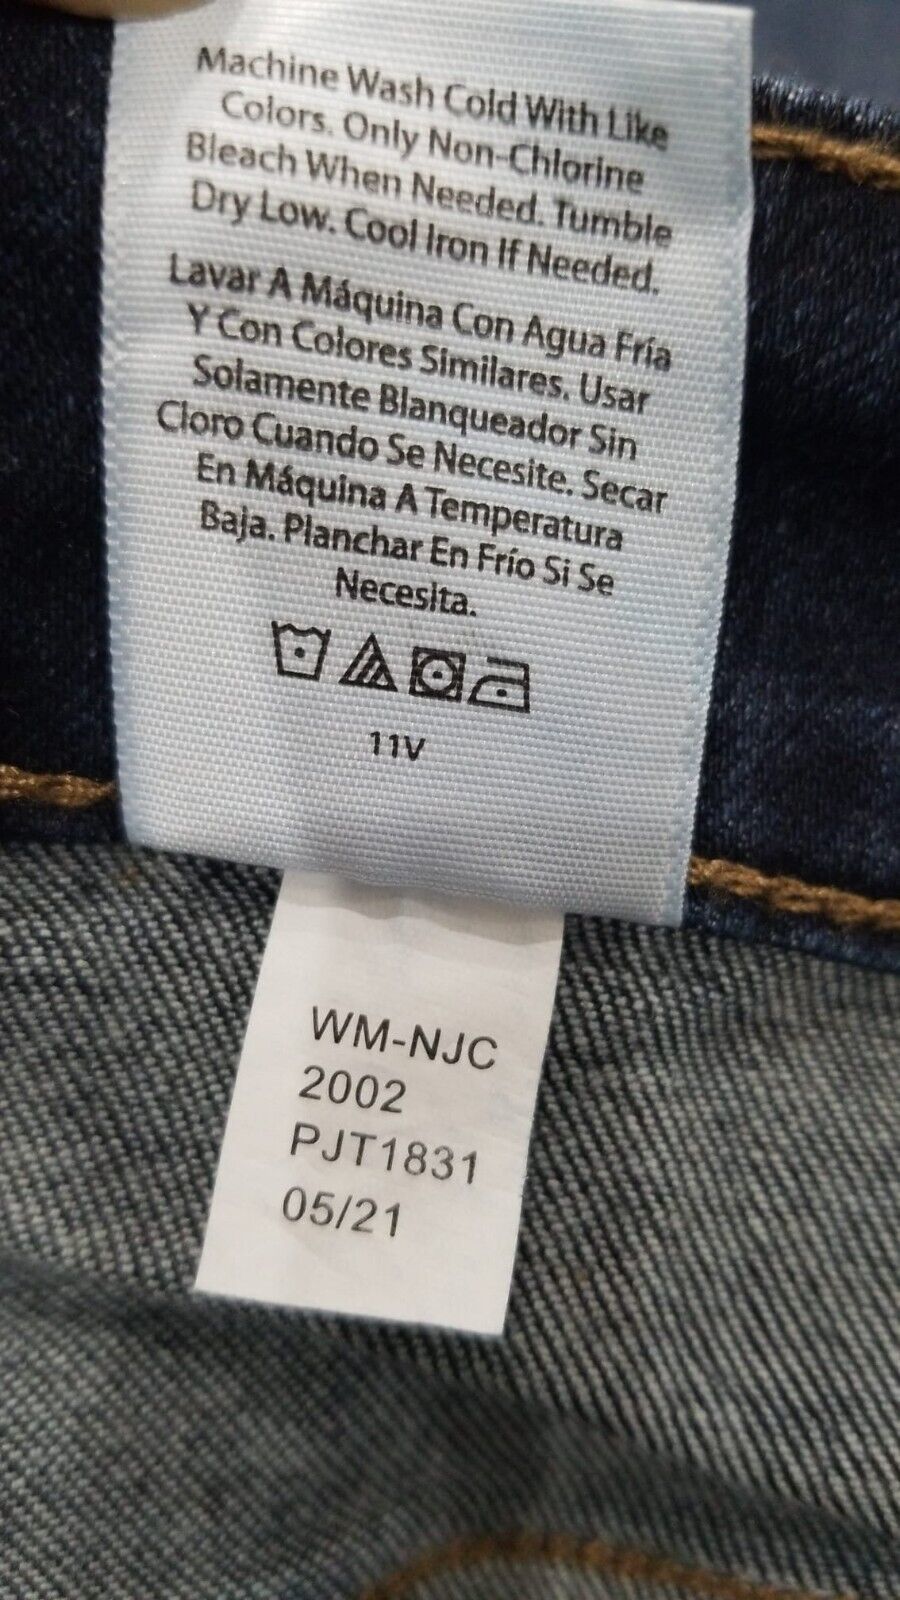 Machine Wash Cold With Like
Colors. Only Non-Chlorine
Bleach When Needed. Tumble
Dry Low. Cool Iron If Needed.
Lavar A Máquina Con Agua Fría
Y Con Colores Similares. Usar
Solamente Blanqueador Sin
Cloro Cuando Se Necesite. Secar
En Máquina A Temperatura
Baja. Planchar En Frío Si Se
Necesita.
11V
WM-NJC
2002
PJT1831
05/21